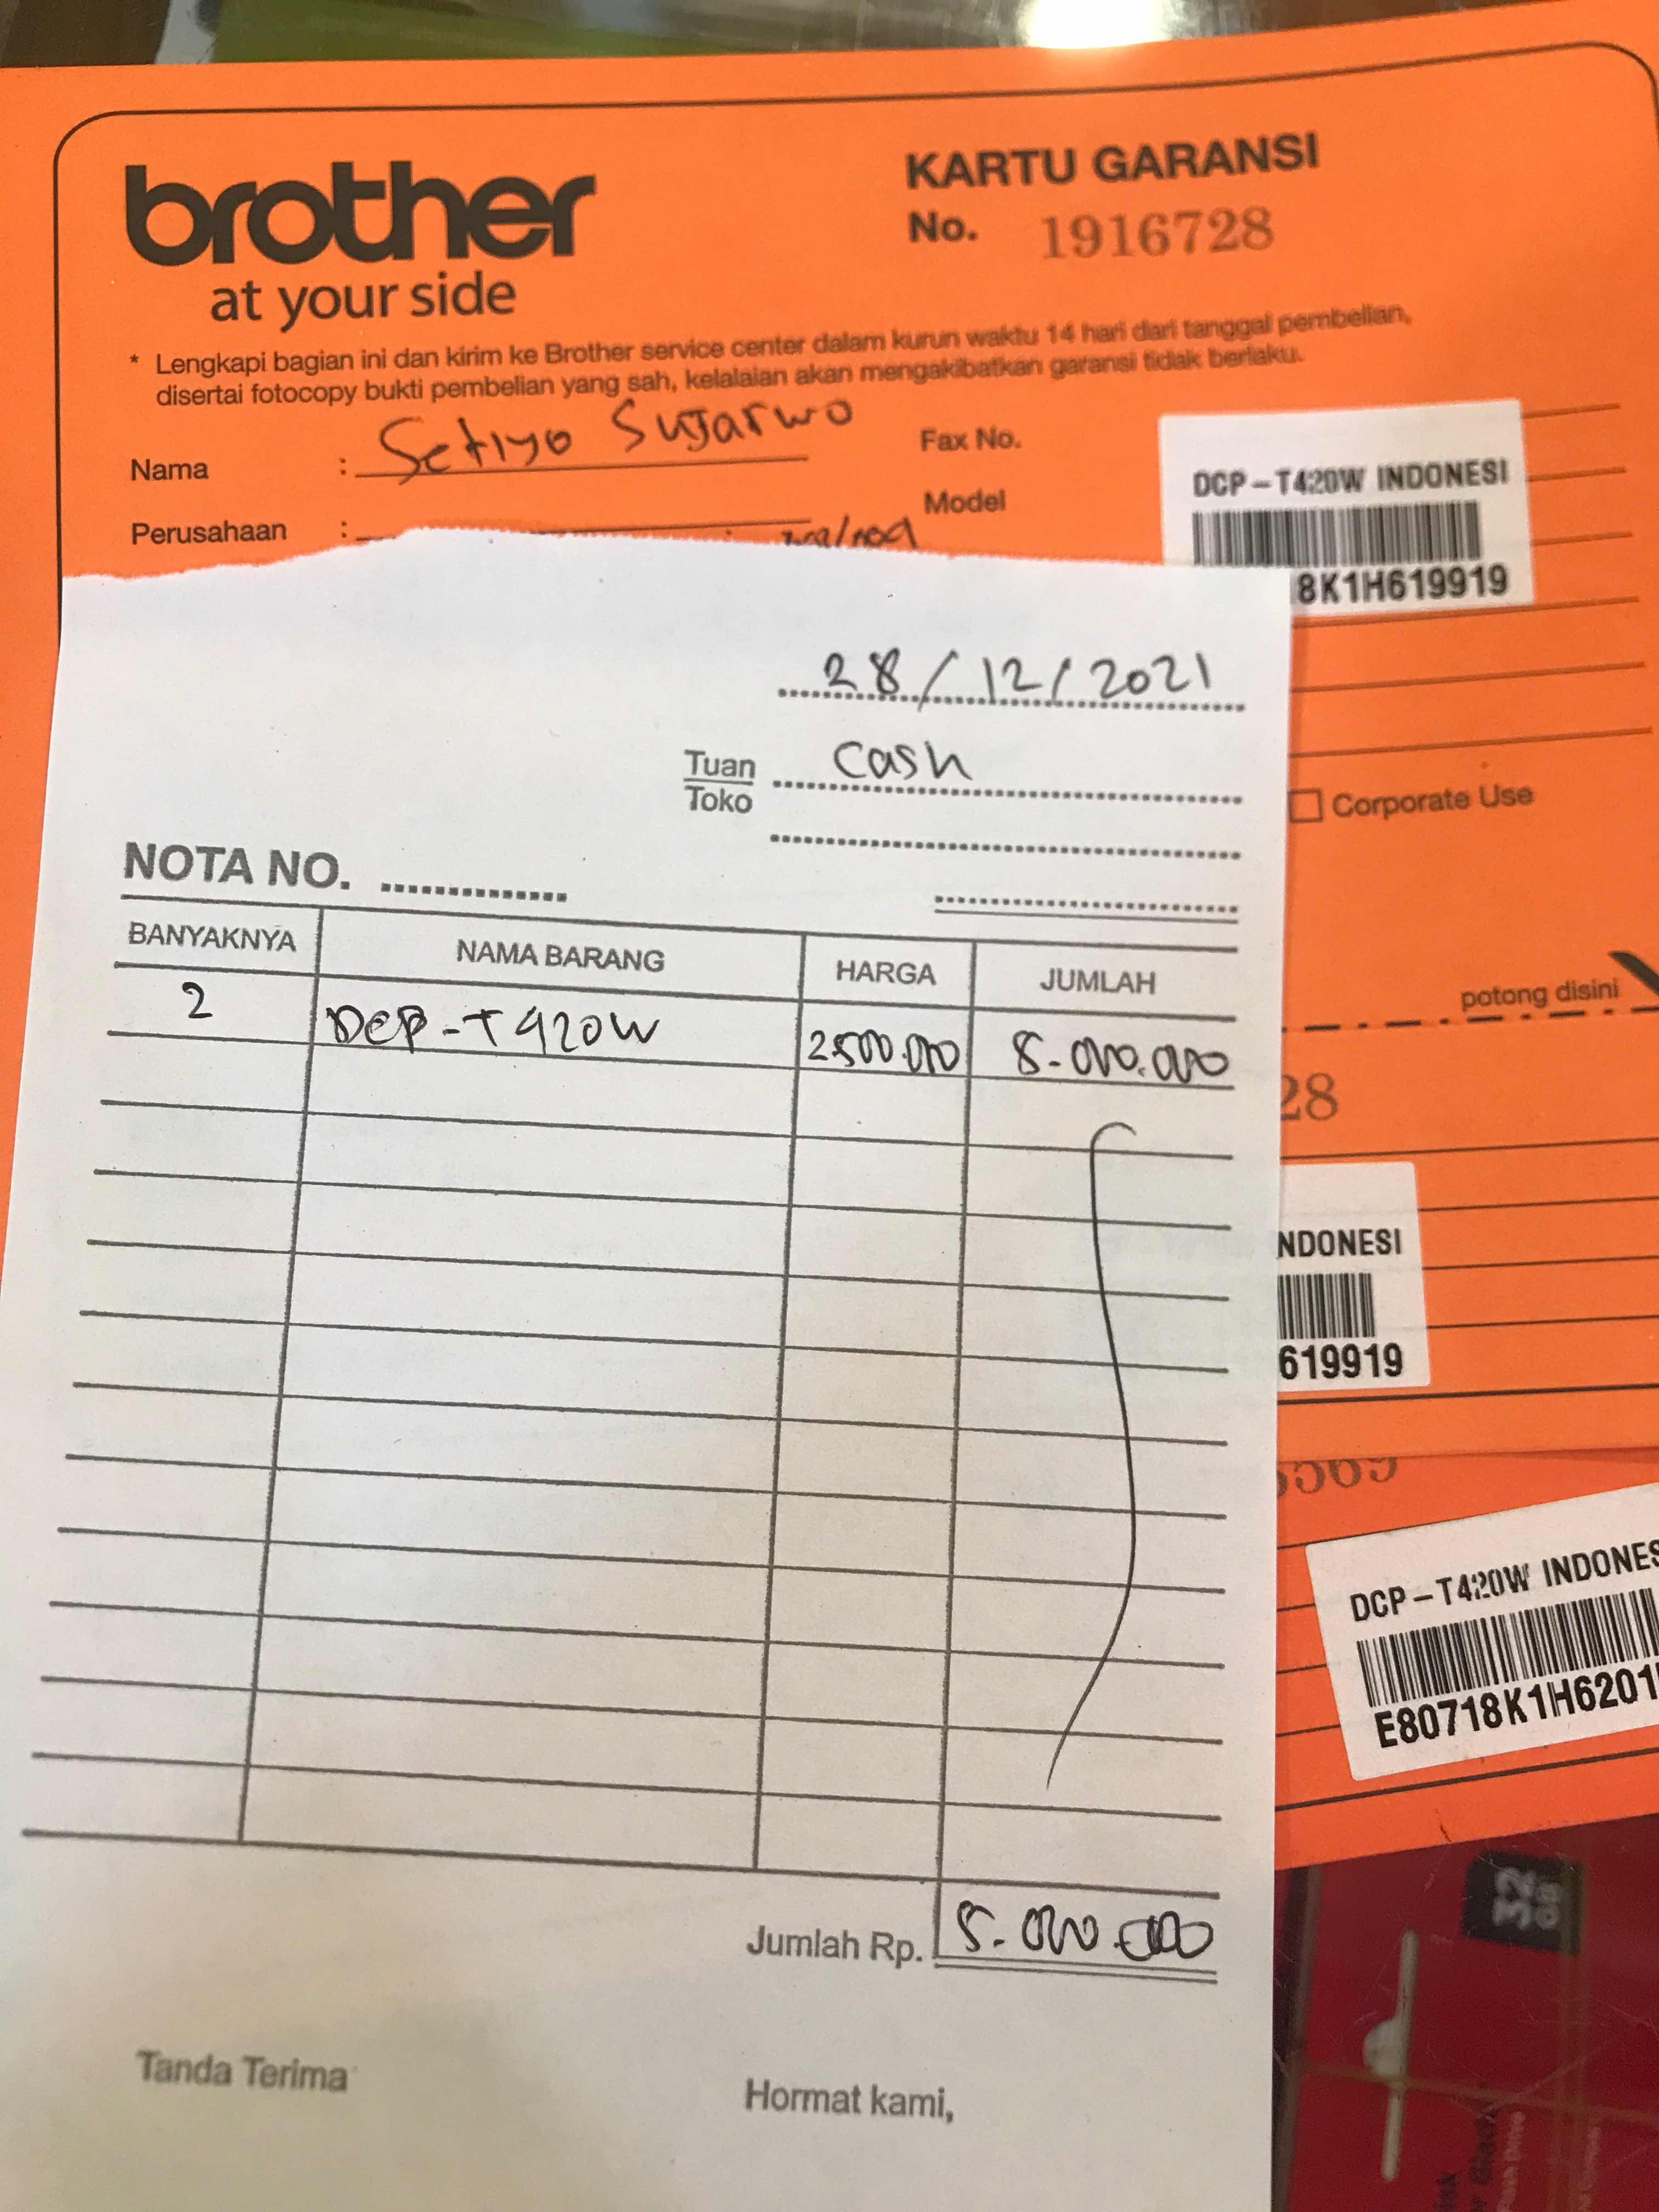 brother
at your side
KARTU GARANSI
No. 1916728
* Lengkapi bagian ini dan kirim ke Brother service center dalam kurun waktu 14 hari dari tanggal pembelian,
disertai fotocopy bukti pembelian yang sah, kelalaian akan mengakibatkan garansi tidak berlaku.
Nama : Setiyo Sujarwo
Fax No.
Perusahaan :
Model
DCP-T420W INDONESI
8K1H619919
28/12/2021
Tuan
Toko
Cash
Corporate Use
NOTA NO.
BANYAKNYA NAMA BARANG HARGA JUMLAH
2 DCP-T420W 2500.000 5.000.000
potong disini
28
NDONESI
619919
DCP-T420W INDONES
E80718K1H6201
Jumlah Rp. 5.000.000
32
GB
Tanda Terima
Hormat kami,